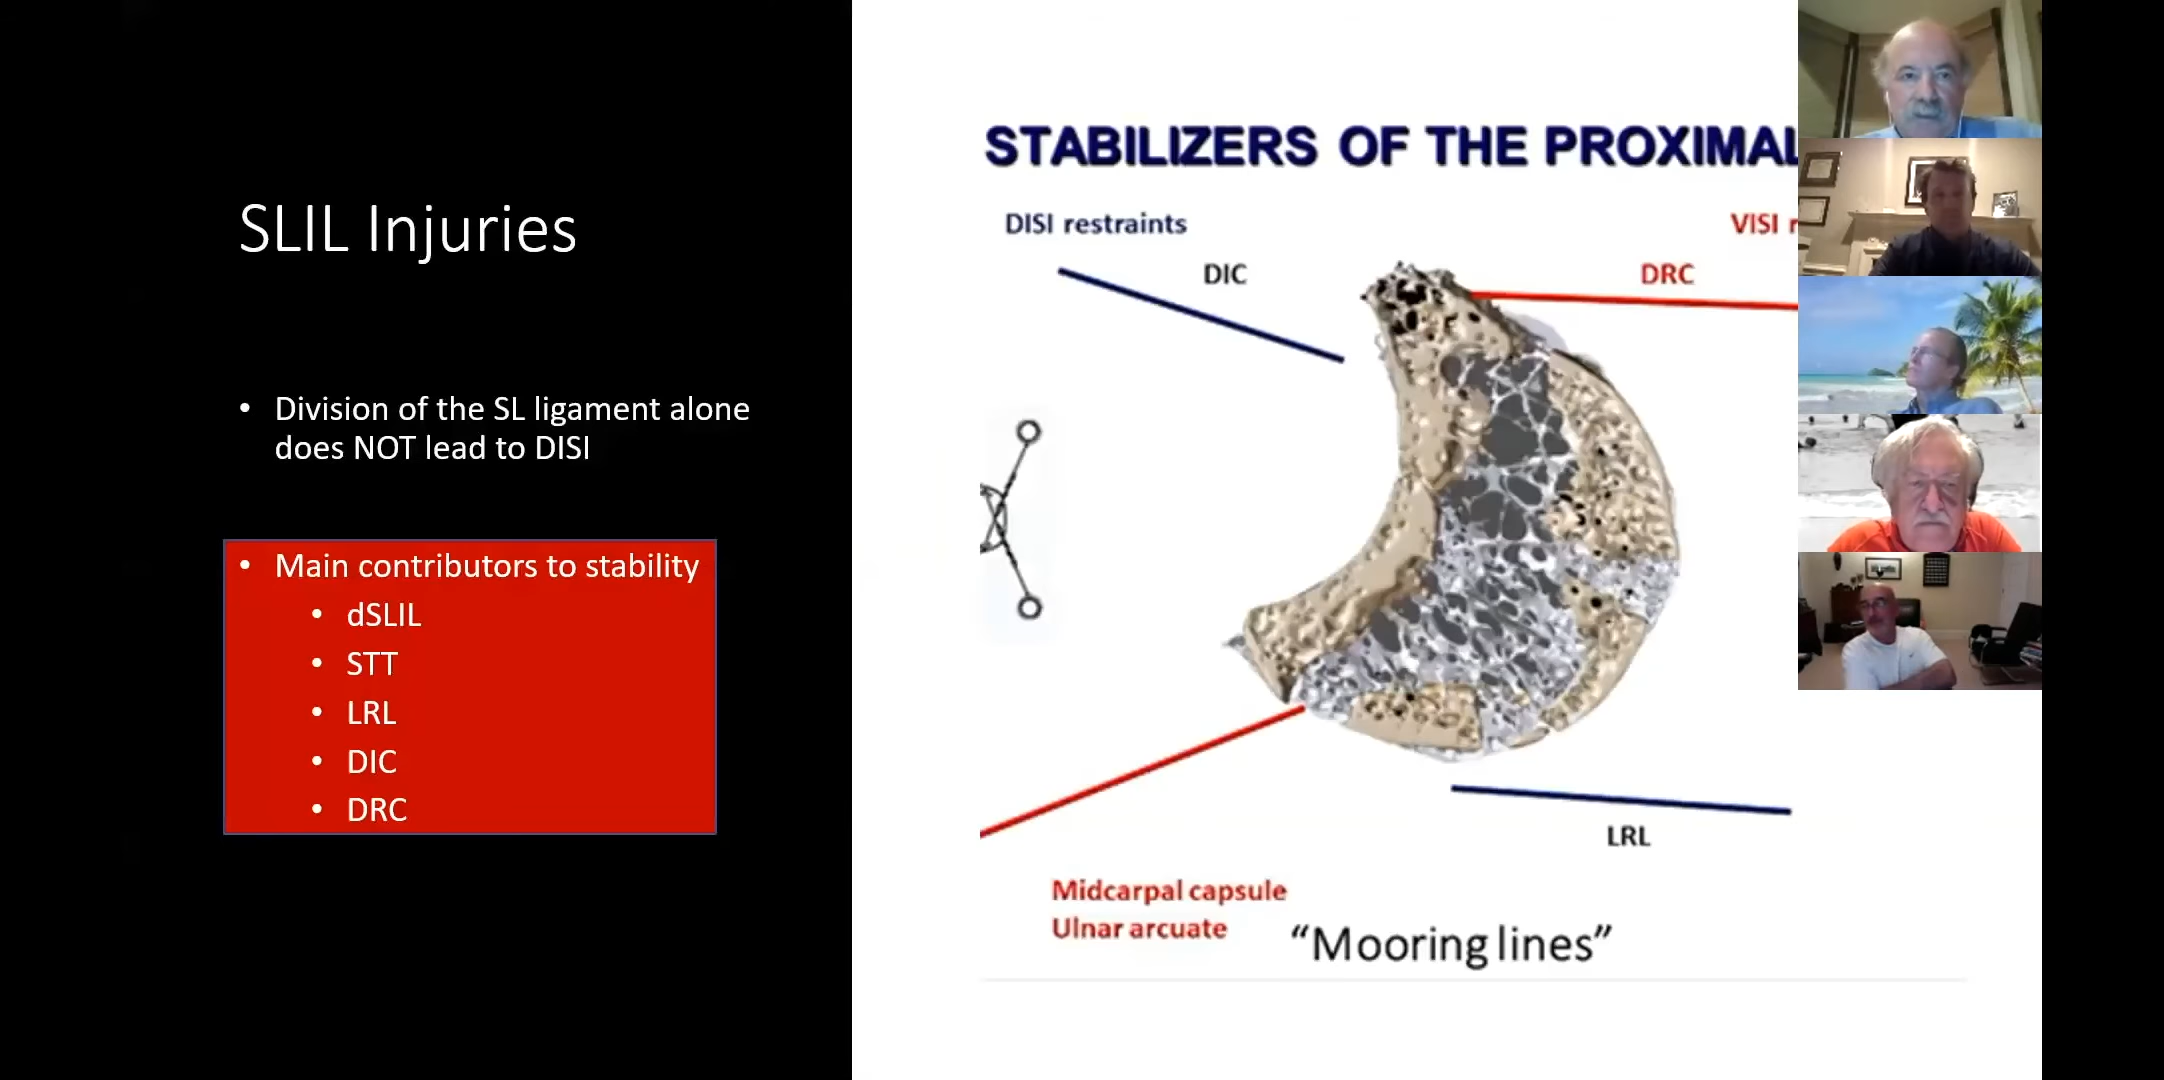 SLIL Injuries
• Division of the SL ligament alone
does NOT lead to DISI
• Main contributors to stability
• dSLIL
• STT
• LRL
• DIC
• DRC
STABILIZERS OF THE PROXIMAL
DISI restraints
VISI r
DIC
DRC
LRL
Midcarpal capsule
Ulnar arcuate
“Mooring lines”